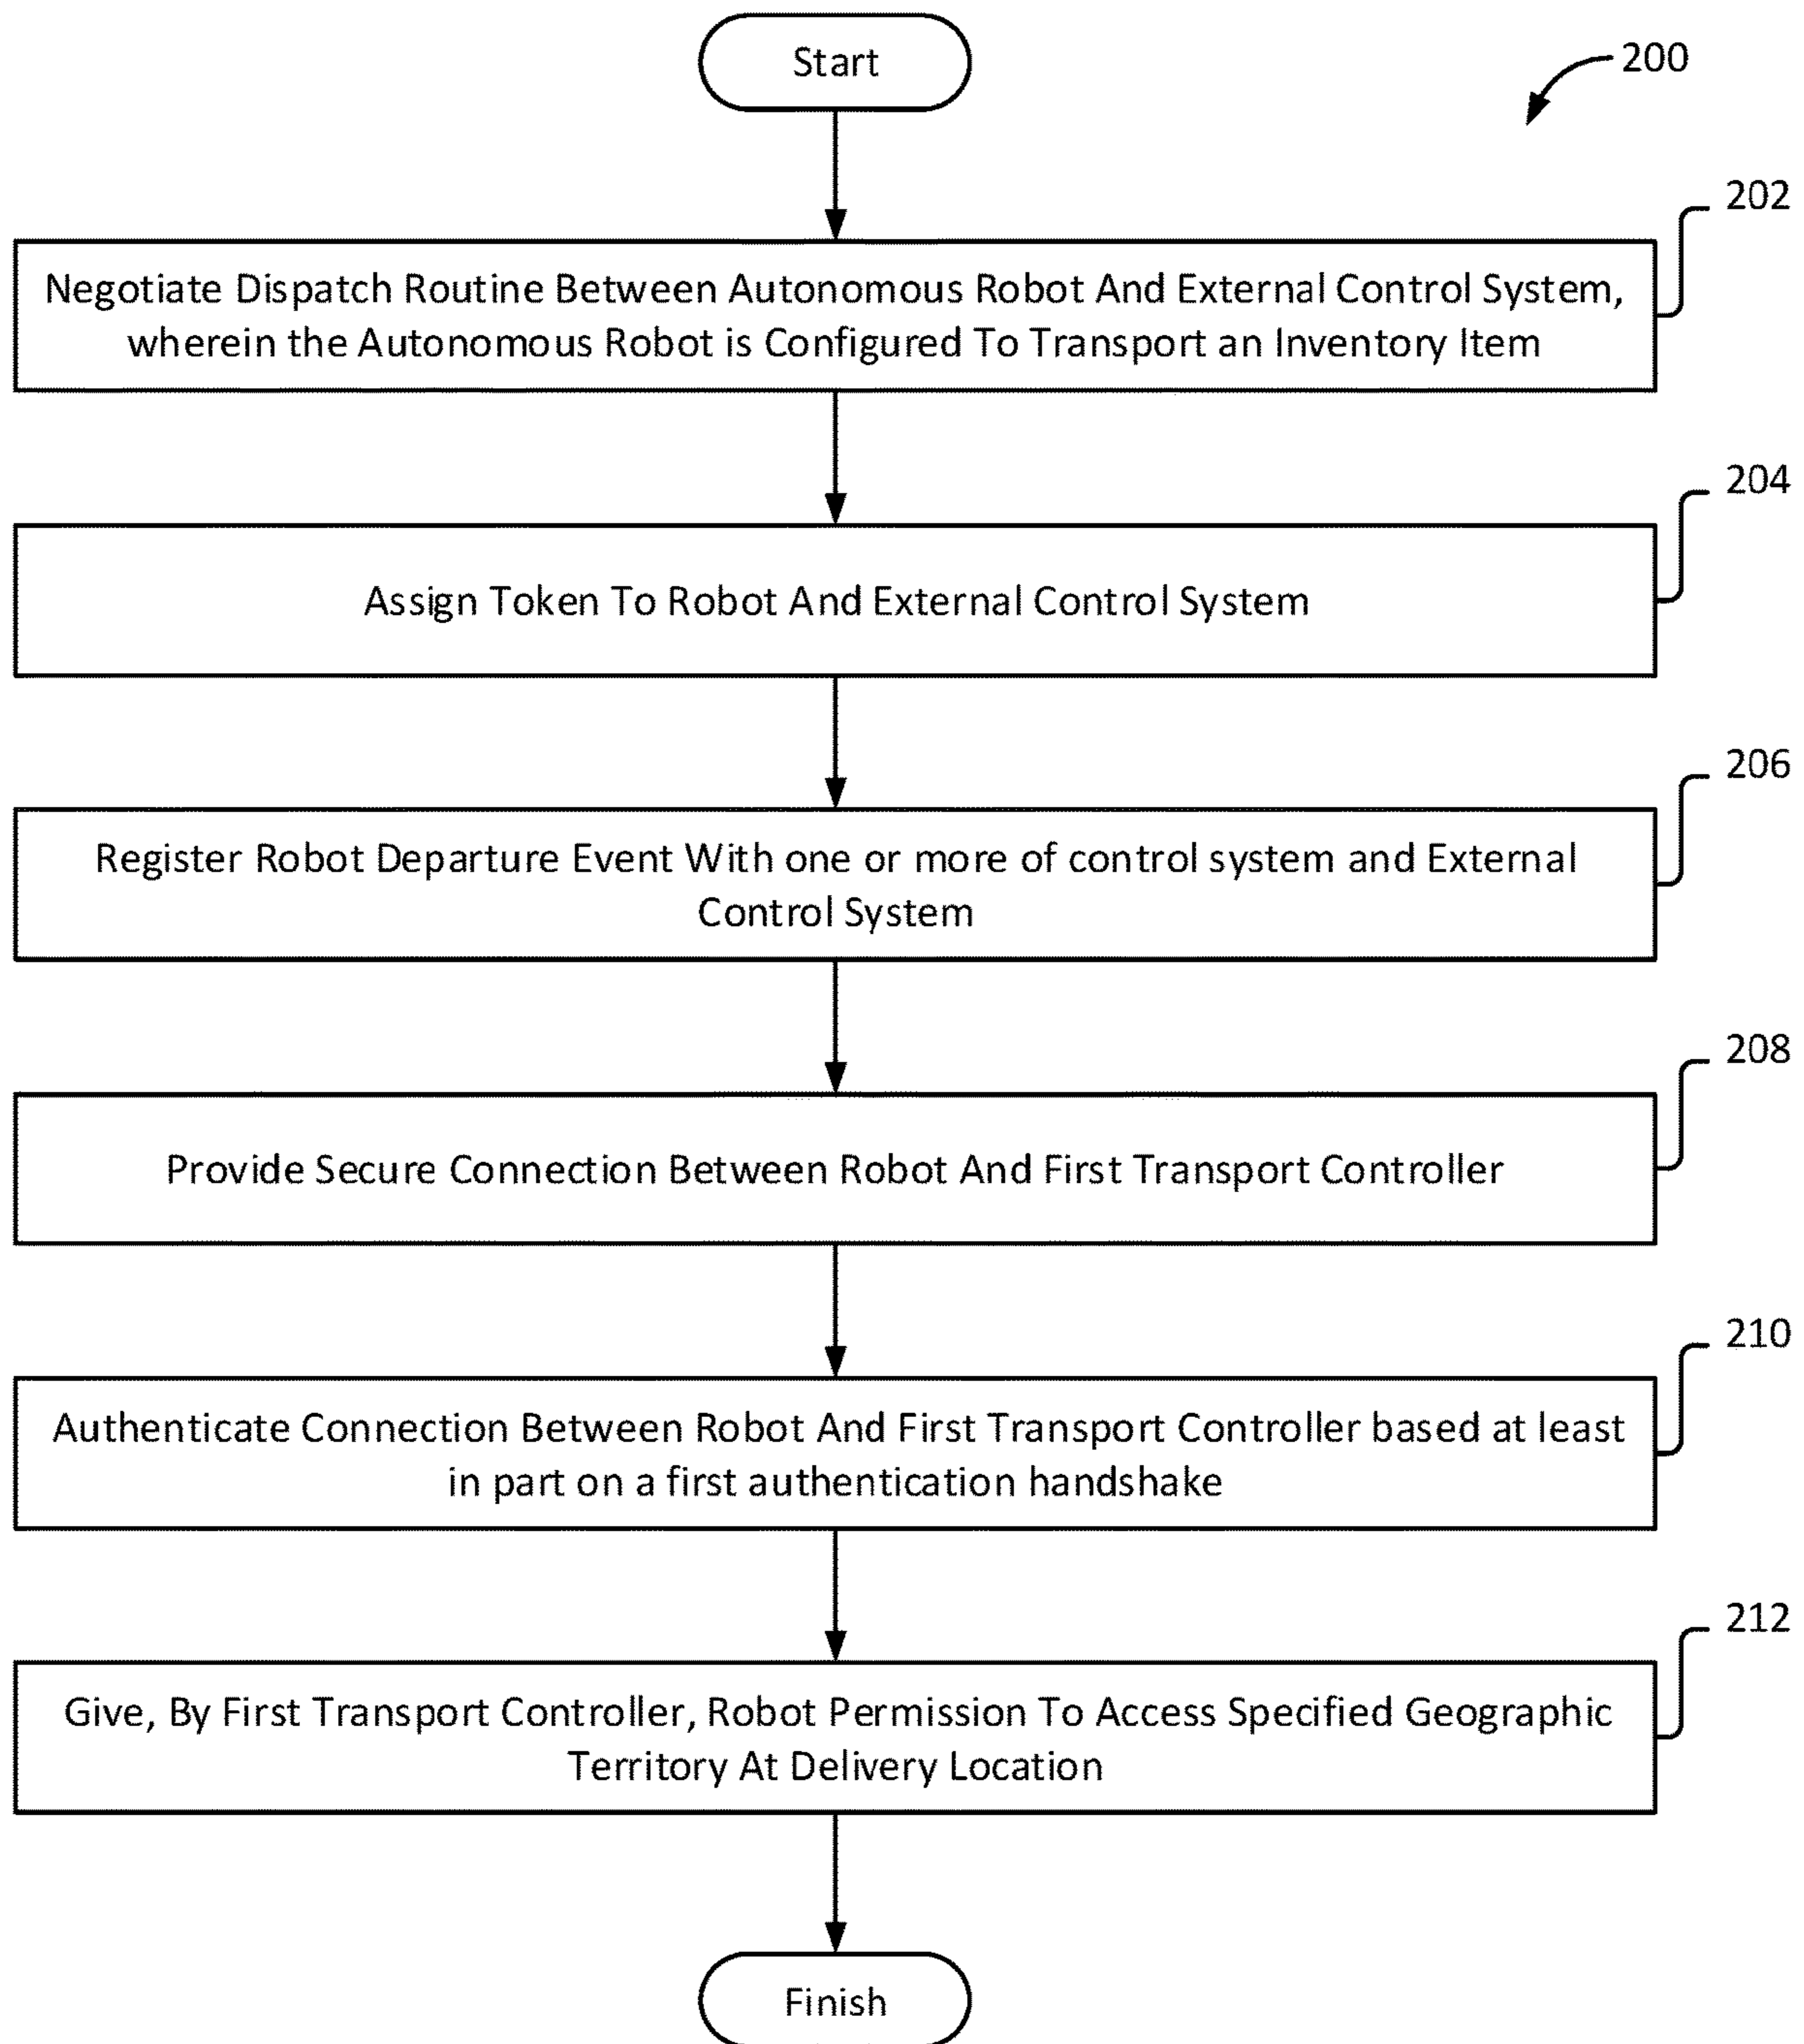 Start
200
202
Negotiate Dispatch Routine Between Autonomous Robot And External Control System,
wherein the Autonomous Robot is Configured To Transport an Inventory Item
204
Assign Token To Robot And External Control System
206
Register Robot Departure Event With one or more of control system and External
Control System
208
Provide Secure Connection Between Robot And First Transport Controller
210
Authenticate Connection Between Robot And First Transport Controller based at least
in part on a first authentication handshake
212
Give, By First Transport Controller, Robot Permission To Access Specified Geographic
Territory At Delivery Location
Finish